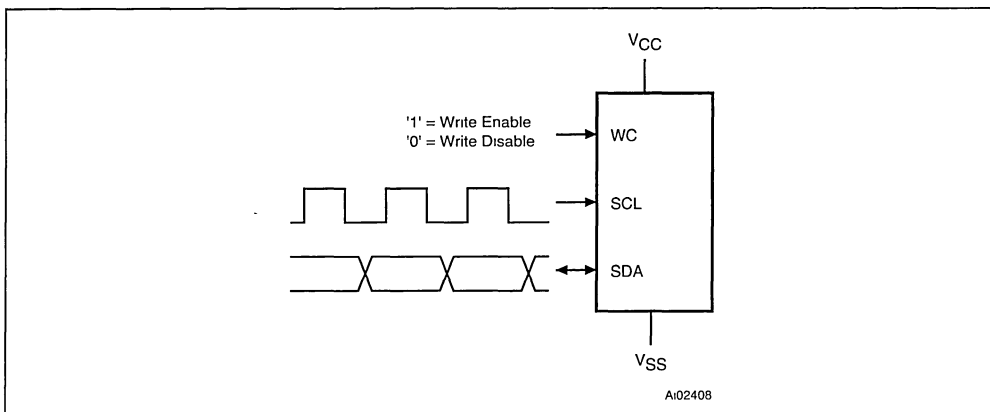 VCC
'1' = Write Enable
'0' = Write Disable
WC
SCL
SDA
VSS
AI02408